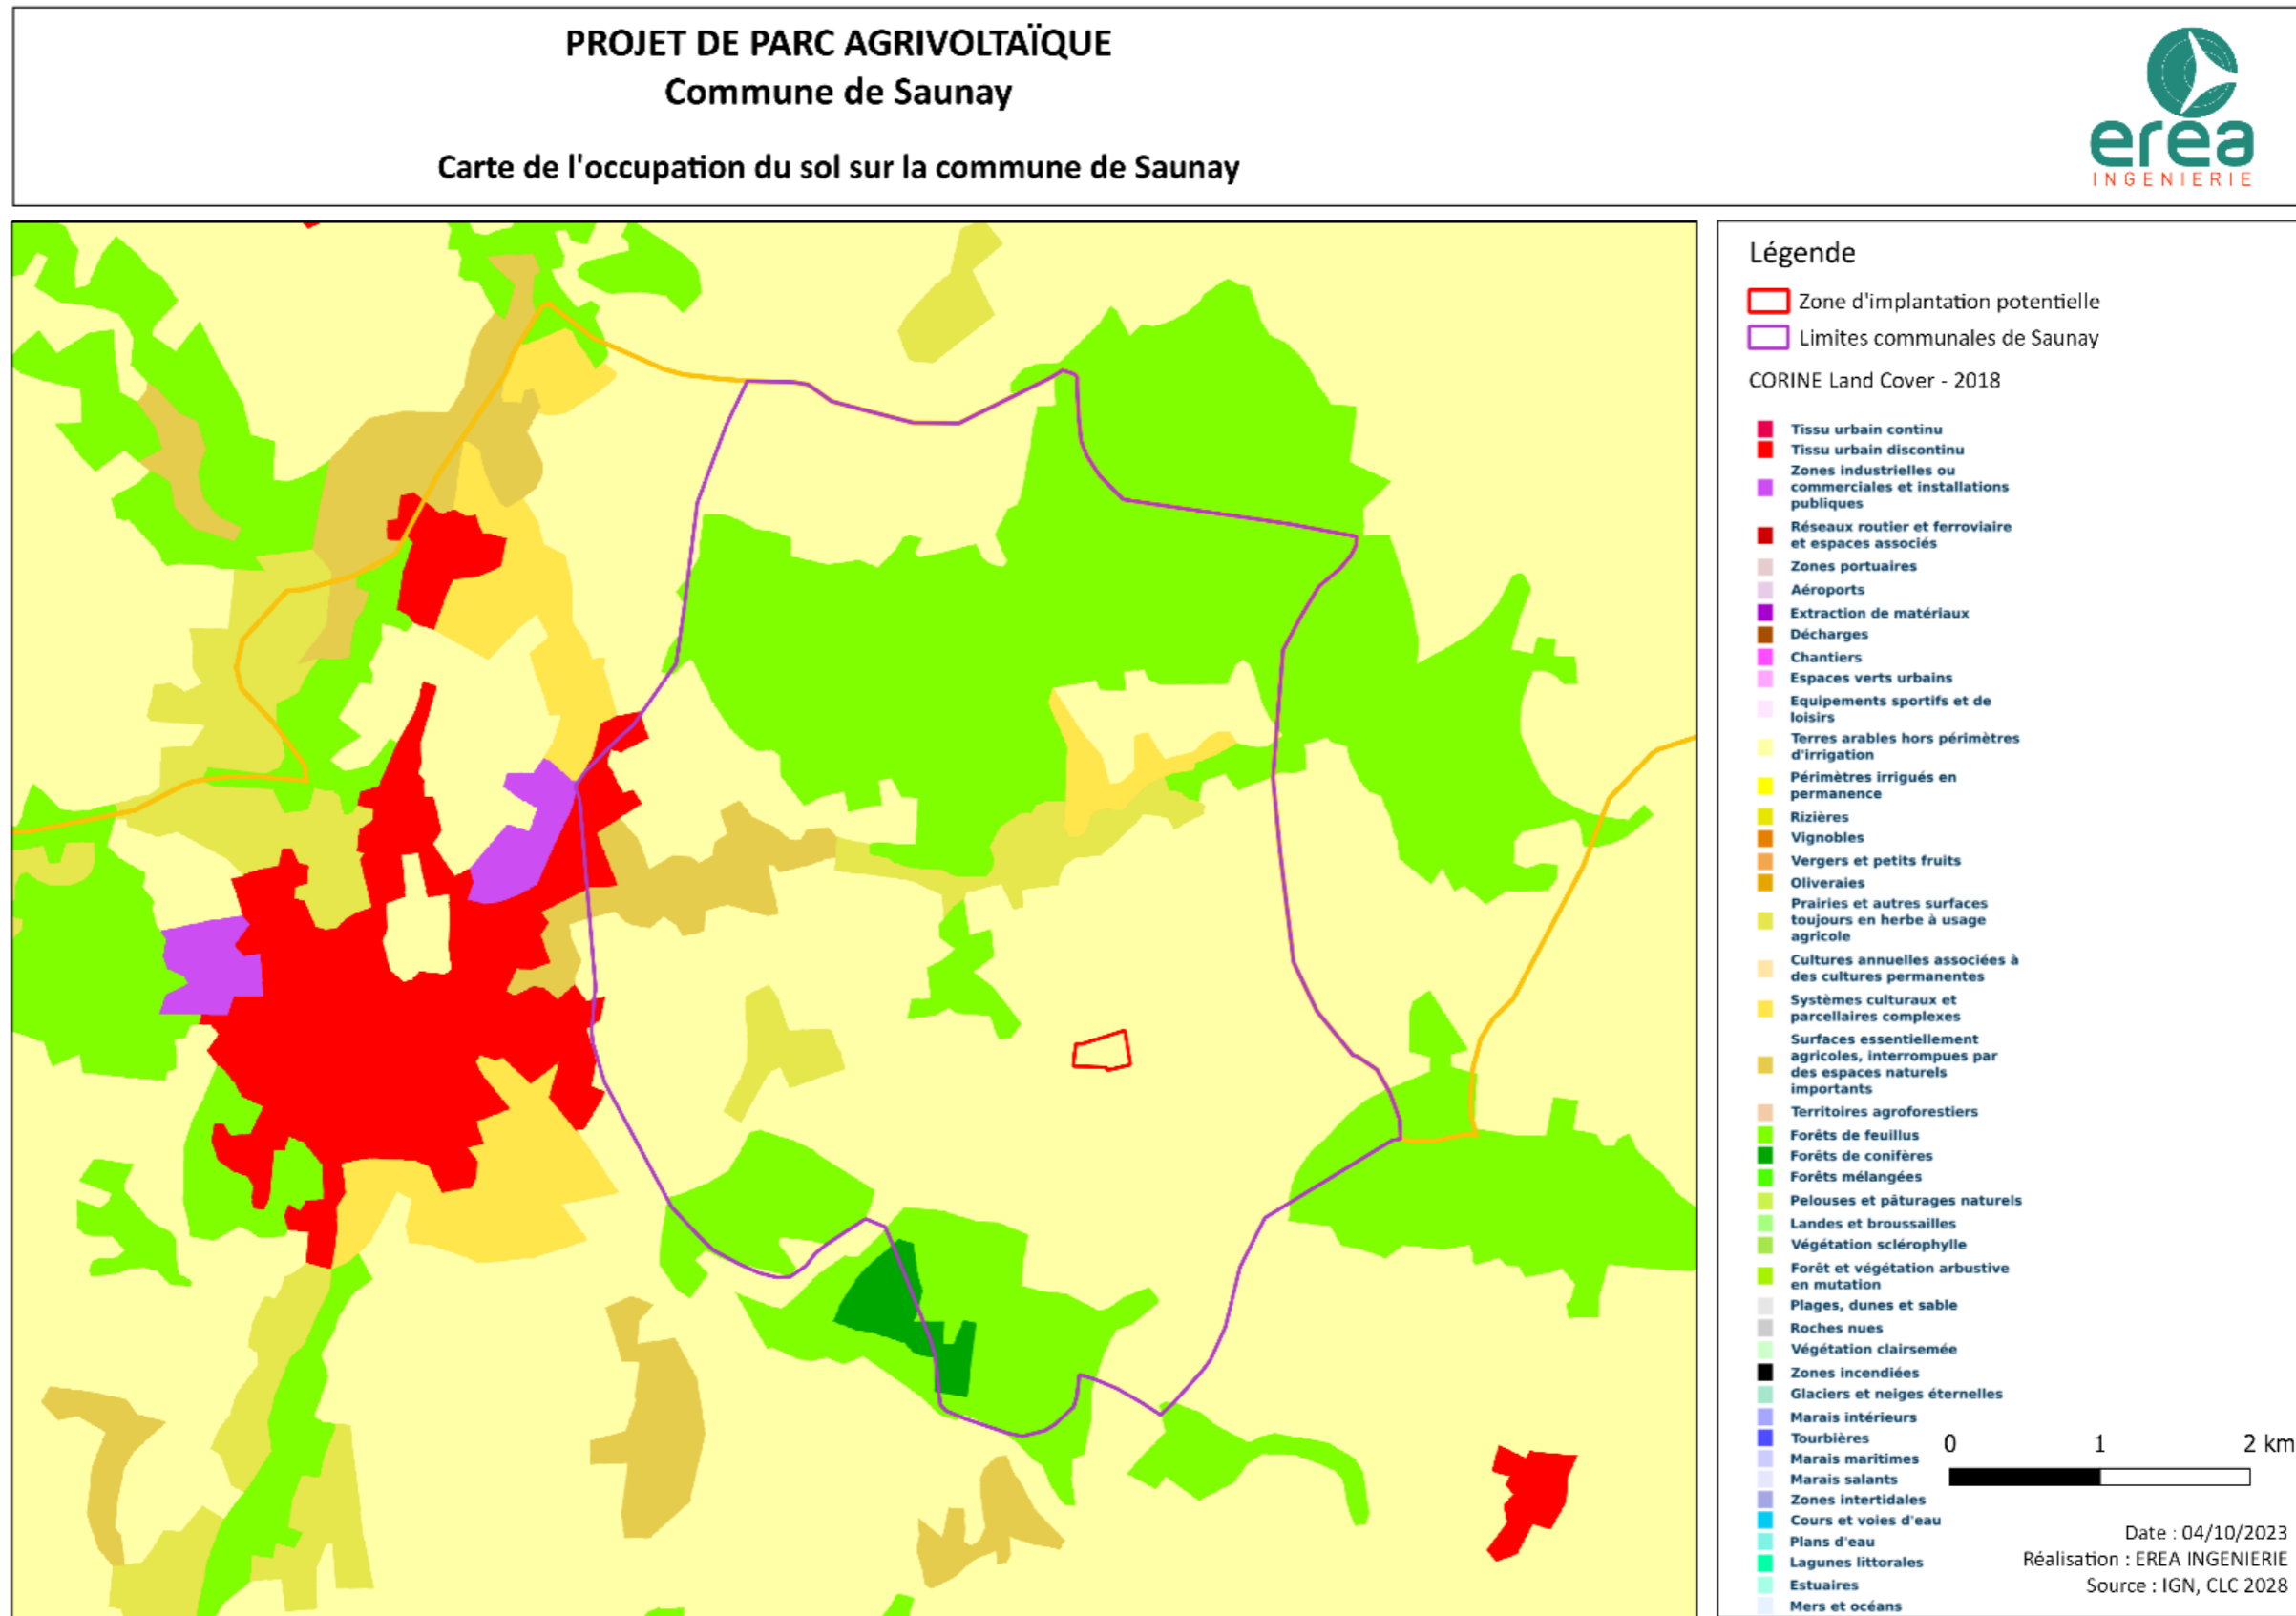 PROJET DE PARC AGRIVOLTAÏQUE
Commune de Saunay
Carte de l'occupation du sol sur la commune de Saunay
erea
INGENIERIE
Légende
Zone d'implantation potentielle
Limites communales de Saunay
CORINE Land Cover - 2018
Tissu urbain continu
Tissu urbain discontinu
Zones industrielles ou
commerciales et installations
publiques
Réseaux routier et ferroviaire
et espaces associés
Zones portuaires
Aéroports
Extraction de matériaux
Décharges
Chantiers
Espaces verts urbains
Equipements sportifs et de
loisirs
Terres arables hors périmètres
d'irrigation
Périmètres irrigués en
permanence
Rizières
Vignobles
Vergers et petits fruits
Oliveraies
Prairies et autres surfaces
toujours en herbe à usage
agricole
Cultures annuelles associées à
des cultures permanentes
Systèmes culturaux et
parcellaires complexes
Surfaces essentiellement
agricoles, interrompues par
des espaces naturels
importants
Territoires agroforestiers
Forêts de feuillus
Forêts de conifères
Forêts mélangées
Pelouses et pâturages naturels
Landes et broussailles
Végétation sclérophylle
Forêt et végétation arbustive
en mutation
Plages, dunes et sable
Roches nues
Végétation clairsemée
Zones incendiées
Glaciers et neiges éternelles
Marais intérieurs
Tourbières
Marais maritimes
Marais salants
Zones intertidales
Cours et voies d'eau
Plans d'eau
Lagunes littorales
Estuaires
Mers et océans
0 1 2 km
Date : 04/10/2023
Réalisation : EREA INGENIERIE
Source : IGN, CLC 2028